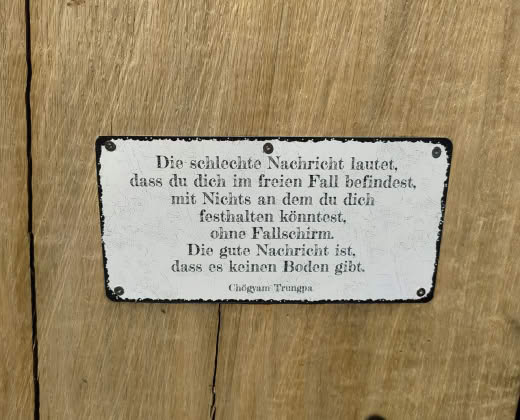 Die schlechte Nachricht lautet,
dass du dich im freien Fall befindest,
mit Nichts an dem du dich
festhalten könntest,
ohne Fallschirm.
Die gute Nachricht ist,
dass es keinen Boden gibt.
Chögyam Trungpa